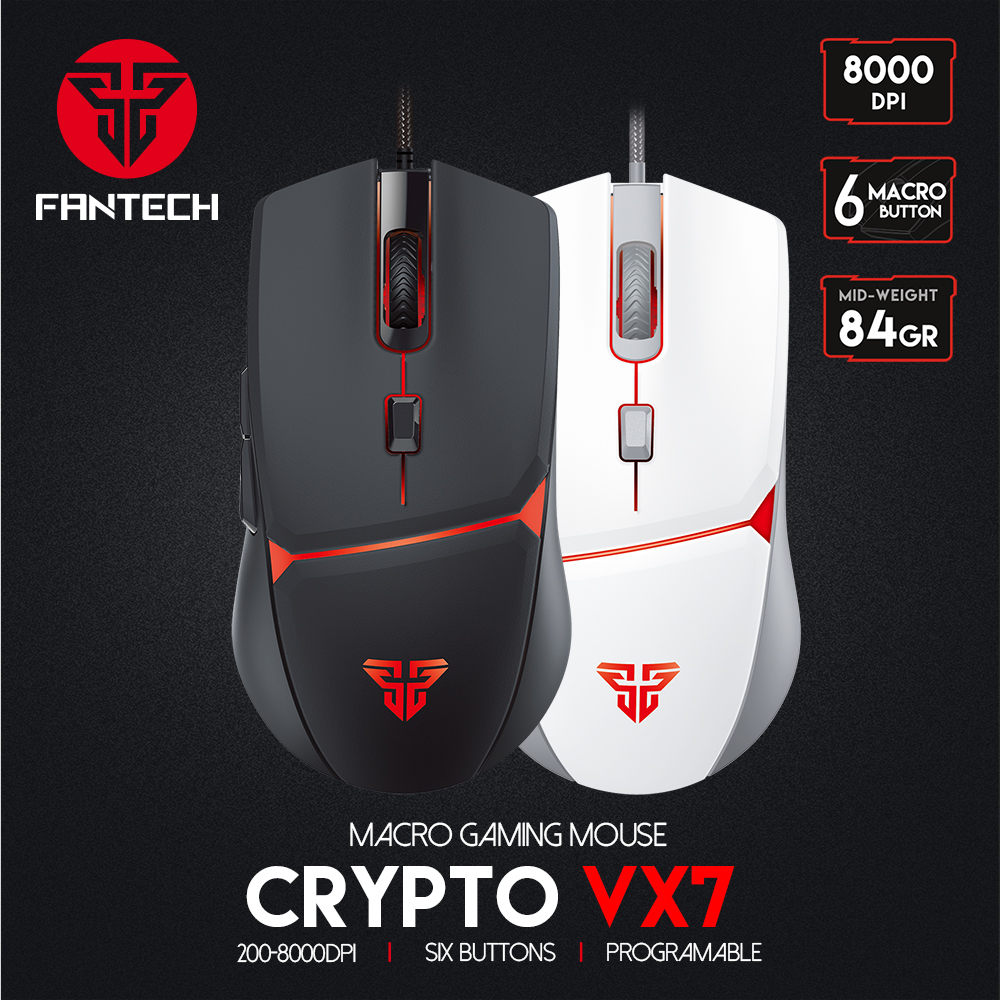 FANTECH
8000
DPI
6 MACRO
BUTTON
MID-WEIGHT
84GR
MACRO GAMING MOUSE
CRYPTO VX7
200-8000DPI | SIX BUTTONS | PROGRAMABLE